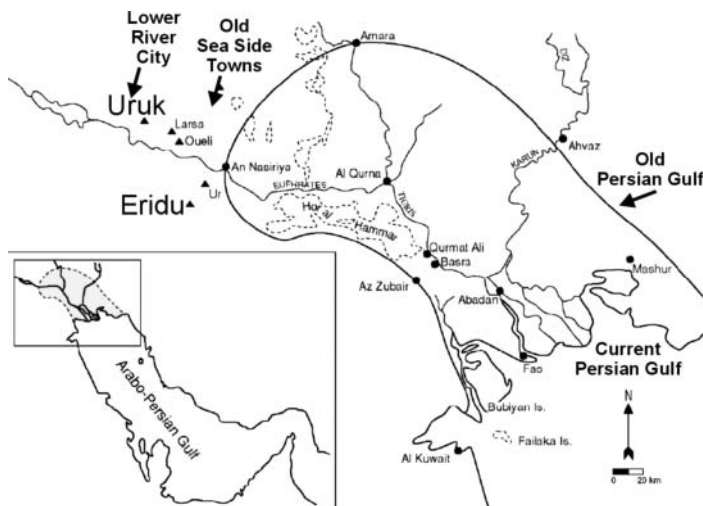 Lower
River
City
Old
Sea Side
Towns
Amara
DIZ
Uruk
Larsa
Oueli
Ahvaz
An Nasiriya
Al Qurna
KARUN
Old
Persian Gulf
Ur
EUPHRATES
Eridu
TIGRIS
Hor al
Hammar
Qurmat Ali
Basra
Mashur
Az Zubair
Abadan
Current
Persian Gulf
Fao
N
Arabo-Persian
Gulf
Bubiyan Is.
Failaka Is.
Al Kuwait
0
20 km